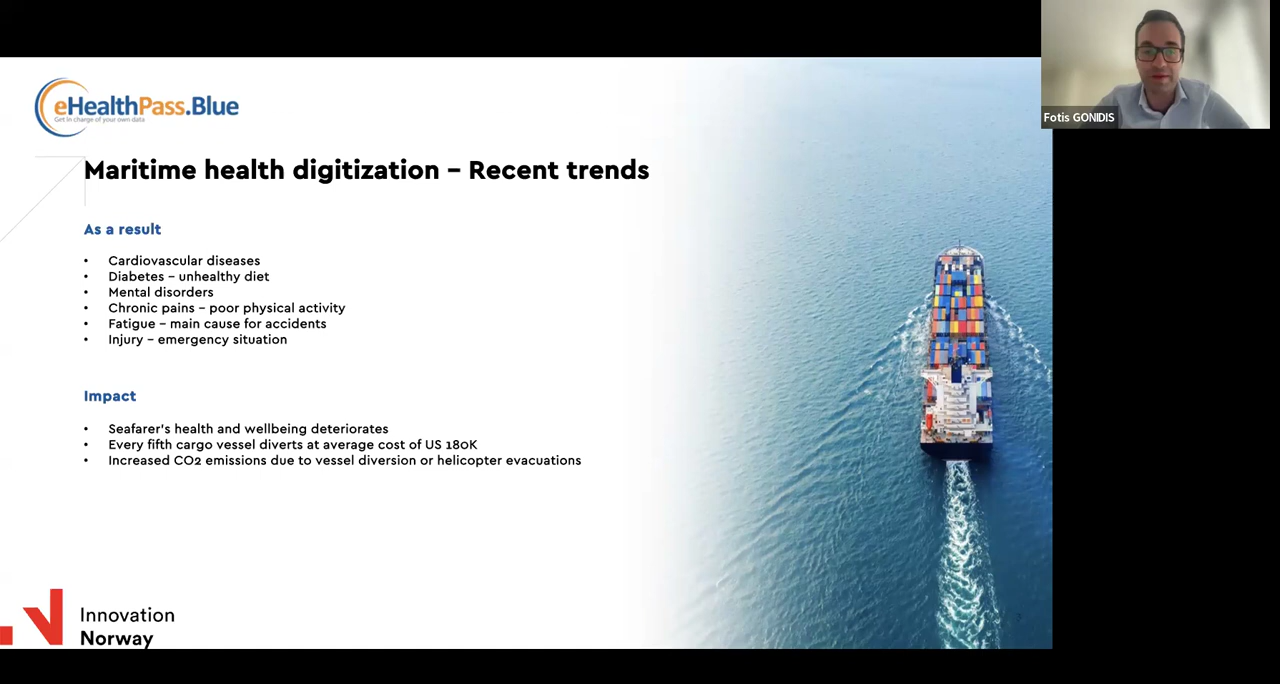 eHealthPass.Blue
Get in charge of your own data
Fotis GONIDIS
Maritime health digitization – Recent trends
As a result
• Cardiovascular diseases
• Diabetes – unhealthy diet
• Mental disorders
• Chronic pains – poor physical activity
• Fatigue – main cause for accidents
• Injury – emergency situation
Impact
• Seafarer's health and wellbeing deteriorates
• Every fifth cargo vessel diverts at average cost of US 180K
• Increased CO2 emissions due to vessel diversion or helicopter evacuations
Innovation
Norway